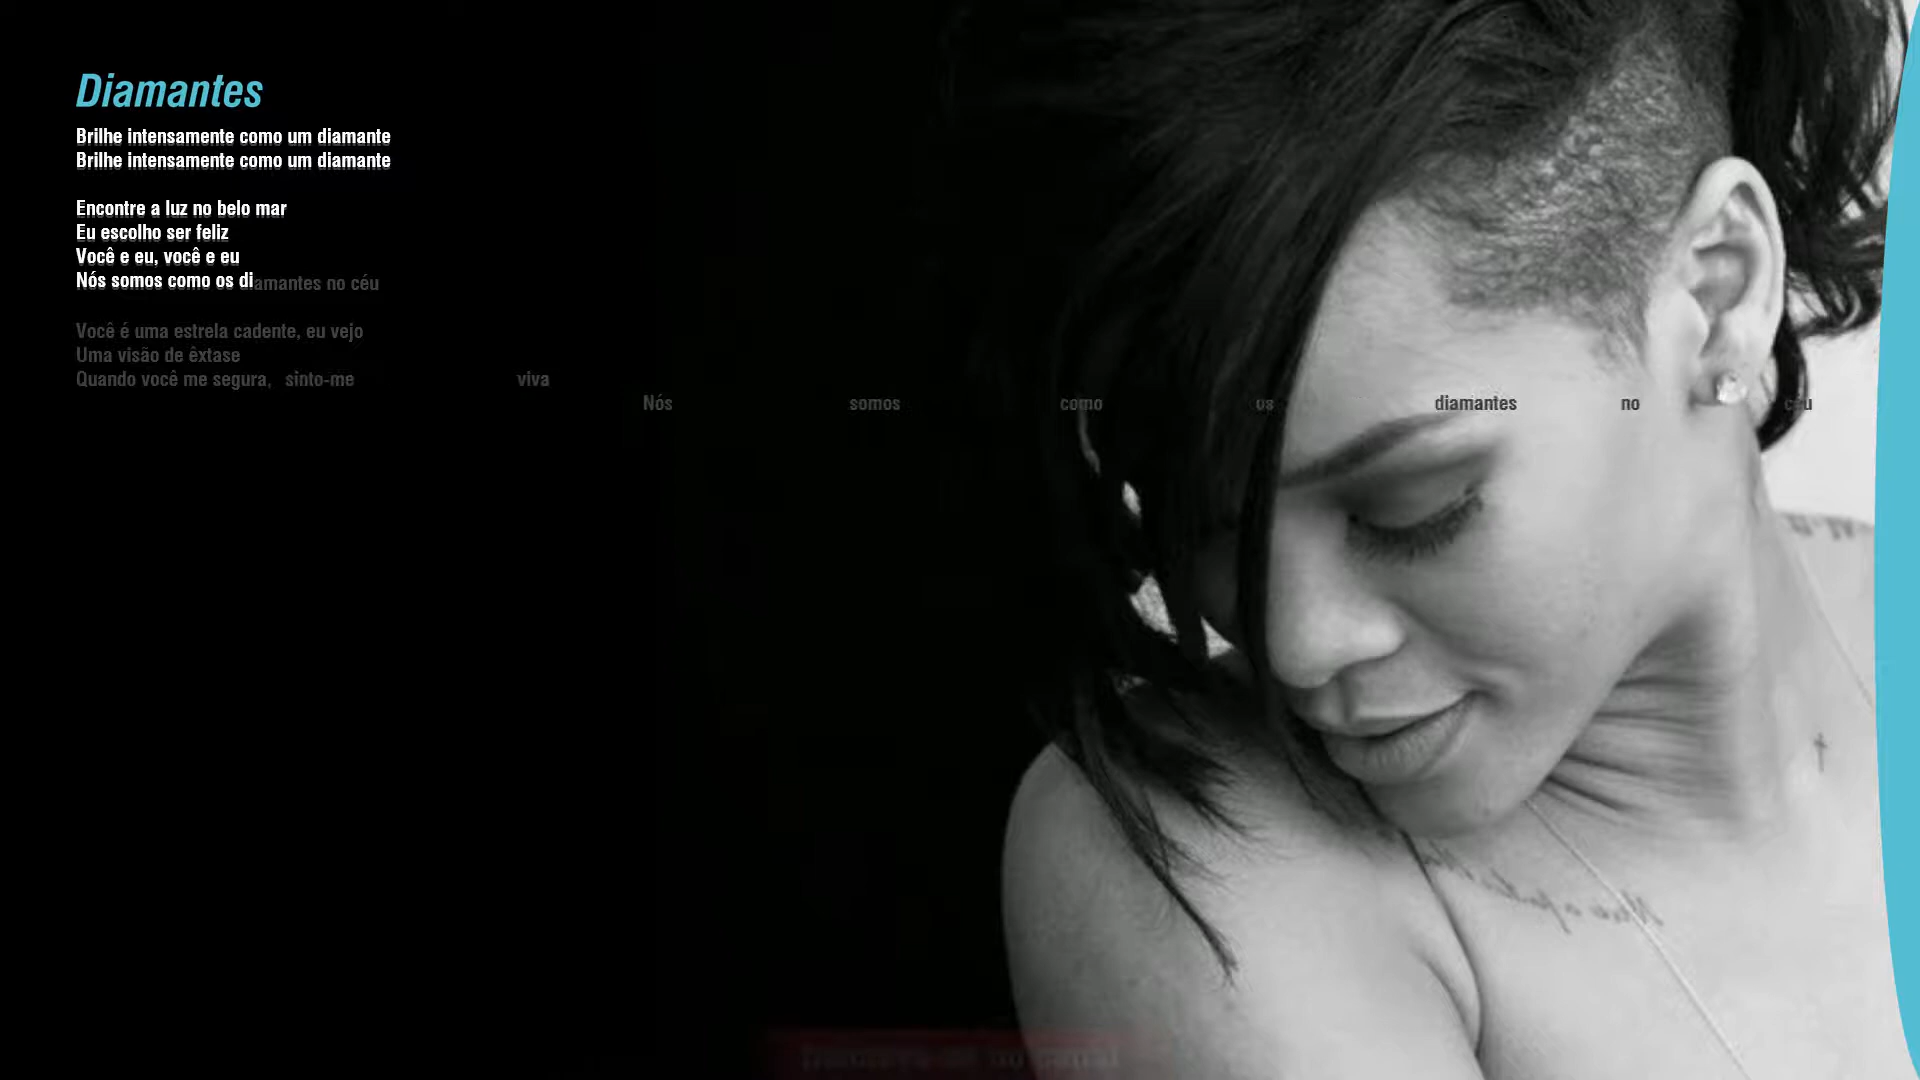 Diamantes
Brilhe intensamente como um diamante
Brilhe intensamente como um diamante
Encontre a luz no belo mar
Eu escolho ser feliz
Você e eu, você e eu
Nós somos como os diamantes no céu
Você é uma estrela cadente, eu vejo
Uma visão de êxtase
Quando você me segura, sinto-me viva
Nós somos como os diamantes no céu